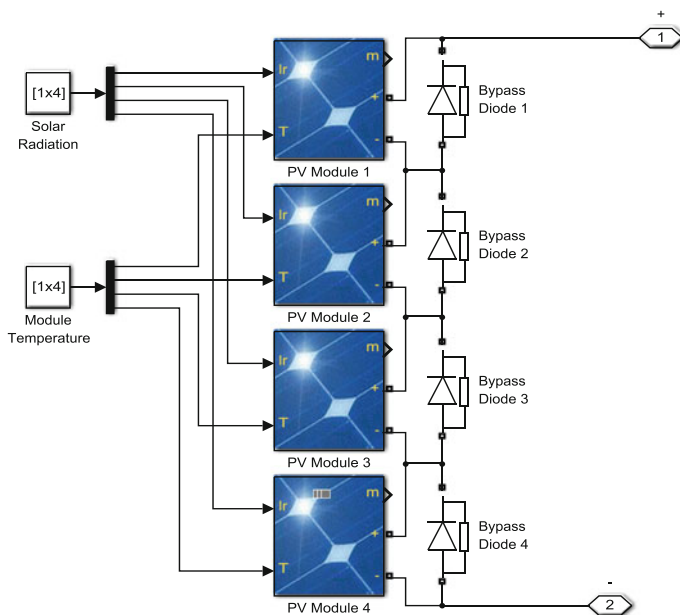 +
1
Ir
m
+
T
-
PV Module 1
[1x4]
Solar
Radiation
Bypass
Diode 1
Ir
m
+
T
-
PV Module 2
Bypass
Diode 2
[1x4]
Module
Temperature
Ir
m
+
T
-
PV Module 3
Bypass
Diode 3
Ir
m
+
T
-
PV Module 4
Bypass
Diode 4
-
2